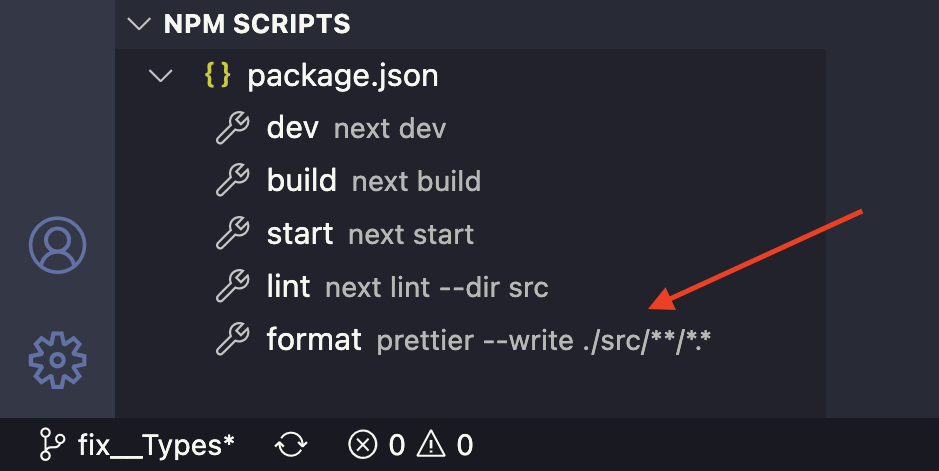 NPM SCRIPTS
{} package.json
dev next dev
build next build
start next start
lint next lint --dir src
format prettier --write ./src/**/*.*
fix__Types* 0 0